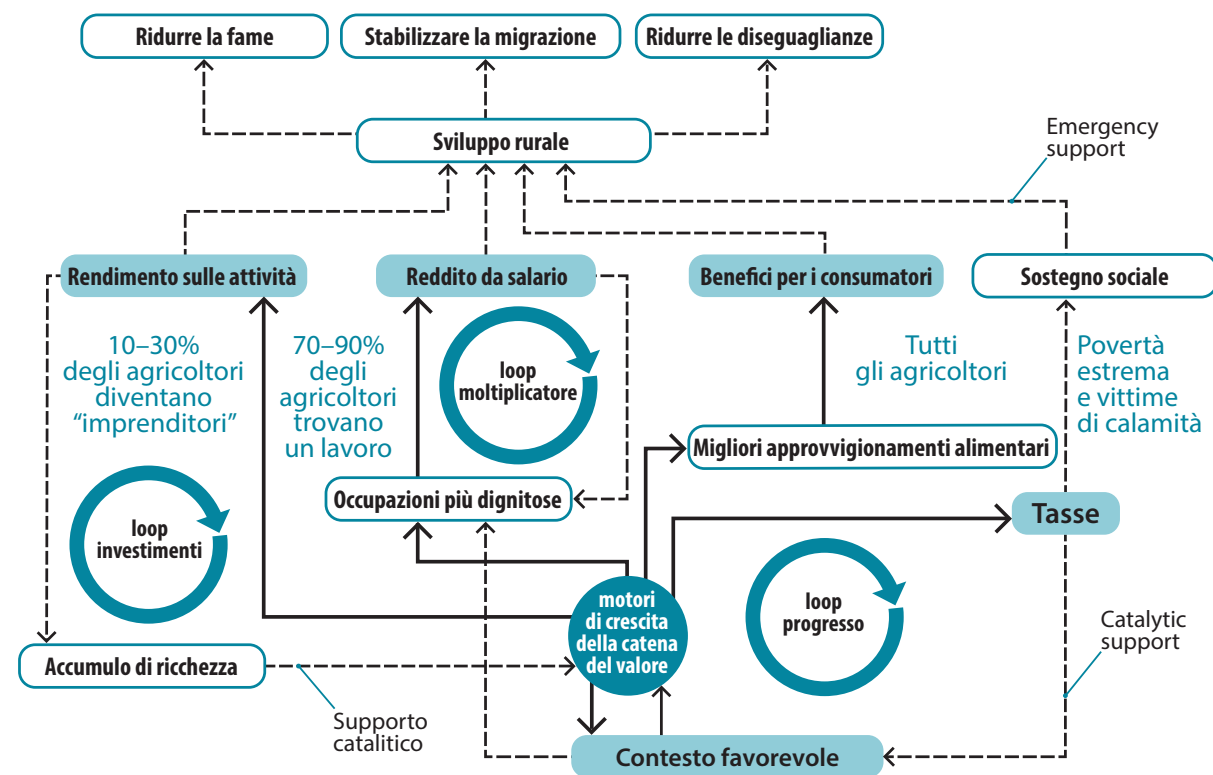 Ridurre la fame
Stabilizzare la migrazione
Ridurre le diseguaglianze
Sviluppo rurale
Emergency
support
Rendimento sulle attività
Reddito da salario
Benefici per i consumatori
Sostegno sociale
10–30%
degli agricoltori
diventano
“imprenditori”
70–90%
degli
agricoltori
trovano
un lavoro
loop
moltiplicatore
Tutti
gli agricoltori
Povertà
estrema
e vittime
di calamità
Migliori approvvigionamenti alimentari
Occupazioni più dignitose
Tasse
loop
investimenti
motori
di crescita
della catena
del valore
loop
progresso
Catalytic
support
Accumulo di ricchezza
Supporto
catalitico
Contesto favorevole